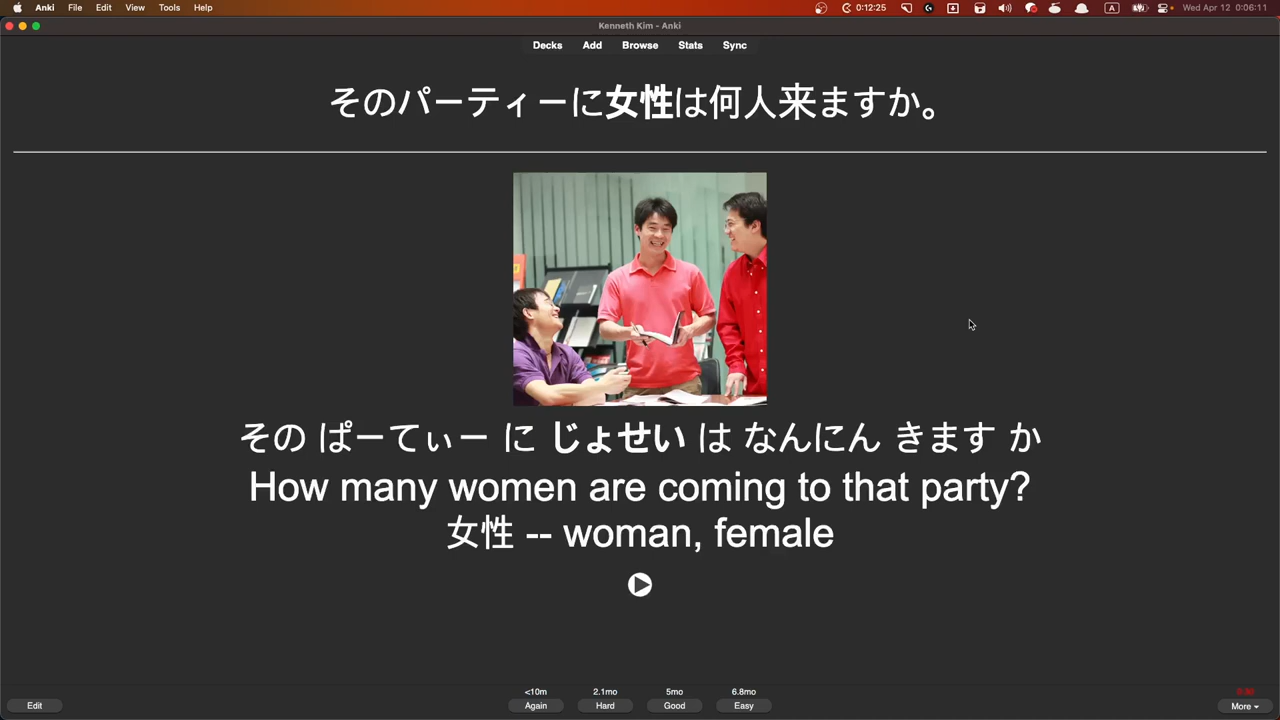 Anki File Edit View Tools Help 0:12:25 A Wed Apr 12 0:06:11
Kenneth Kim - Anki
Decks Add Browse Stats Sync
そのパーティーに女性は何人来ますか。
その ぱーてぃー に じょせい は なんにん きます か
How many women are coming to that party?
女性 -- woman, female
<10m 2.1mo 5mo 6.8mo 0:30
Edit Again Hard Good Easy More